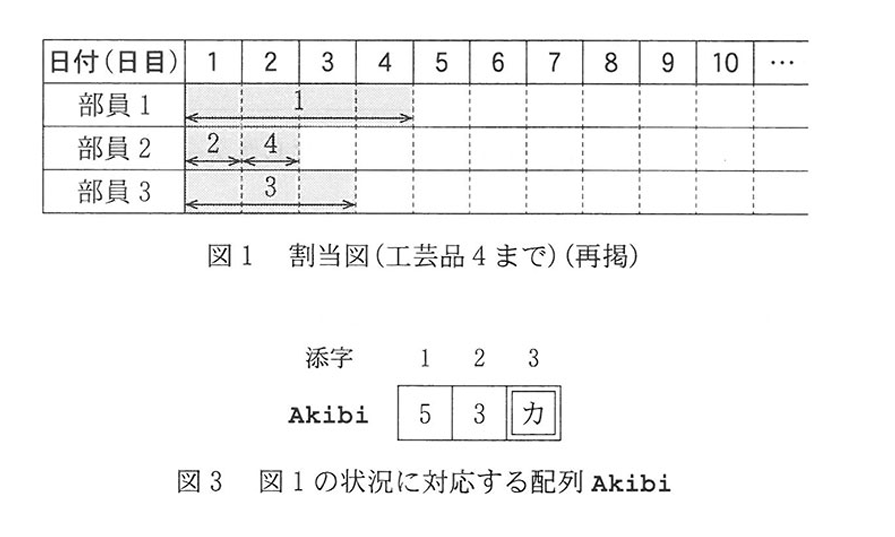 日付(日目) 1 2 3 4 5 6 7 8 9 10 …
部員1 1
部員2 2 4
部員3 3
図1 割当図(工芸品4まで)(再掲)
添字 1 2 3
Akibi 5 3 カ
図3 図1の状況に対応する配列 Akibi